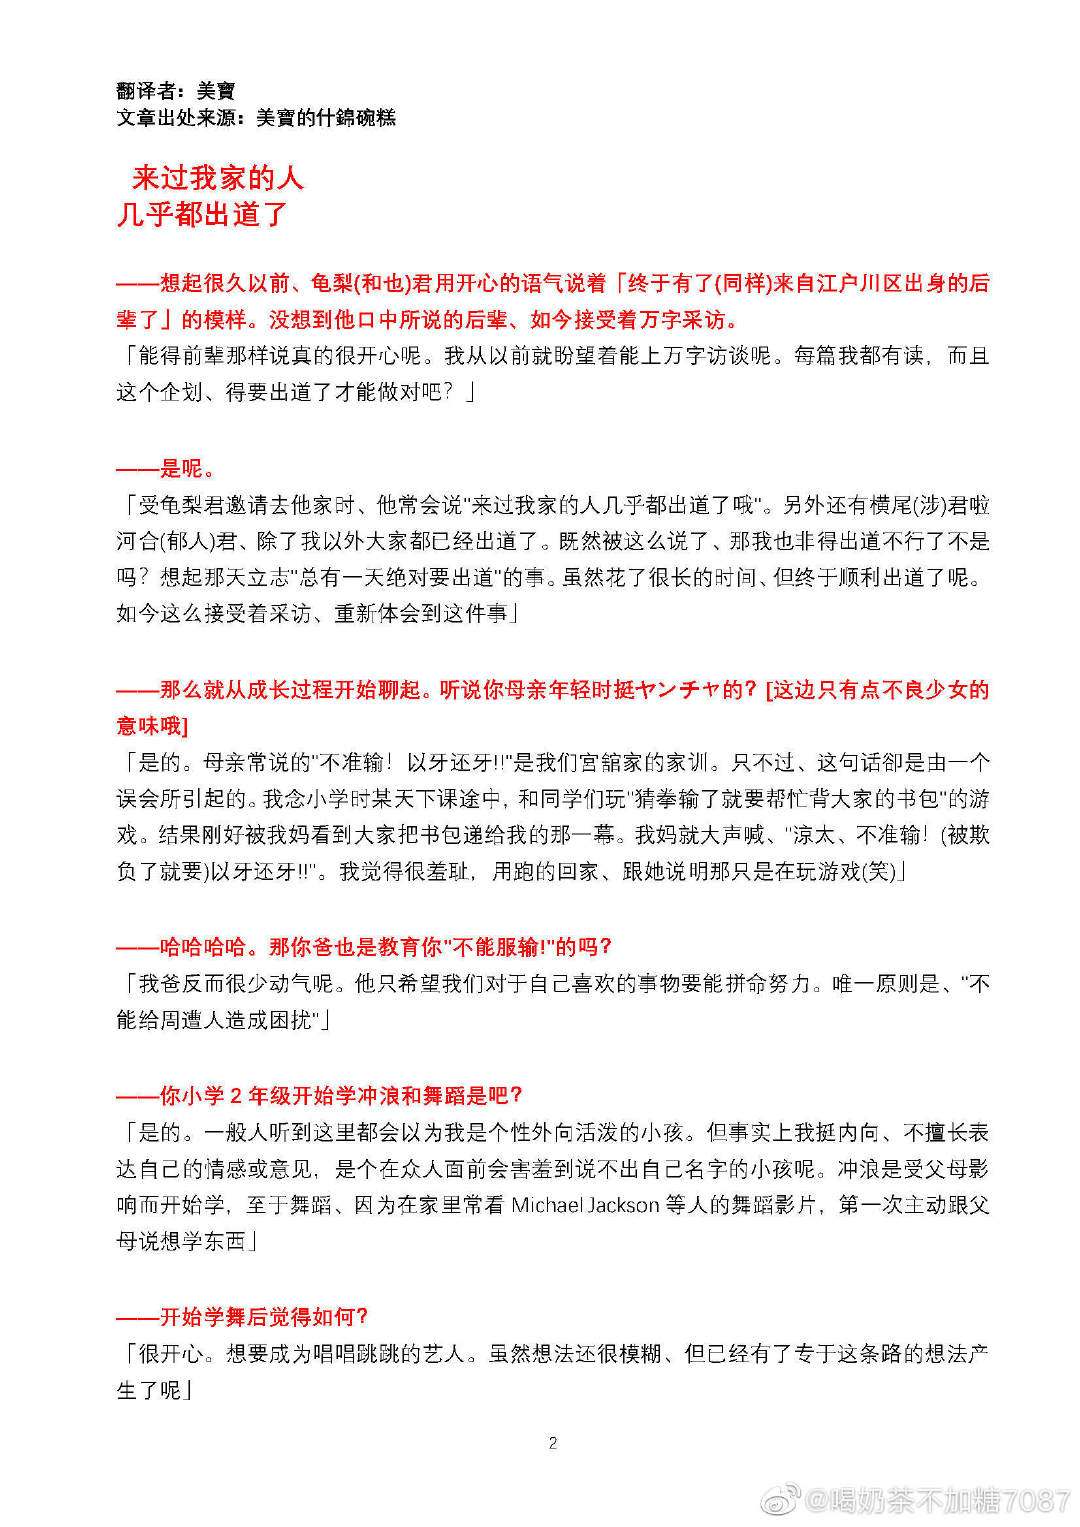 翻译者：美寶
文章出处来源：美寶的什錦碗糕
来过我家的人
几乎都出道了
——想起很久以前、龟梨(和也)君用开心的语气说着「终于有了(同样)来自江户川区出身的后
辈了」的模样。没想到他口中所说的后辈、如今接受着万字采访。
「能得前辈那样说真的很开心呢。我从以前就盼望着能上万字访谈呢。每篇我都有读，而且
这个企划、得要出道了才能做对吧？」
——是呢。
「受龟梨君邀请去他家时、他常会说"来过我家的人几乎都出道了哦"。另外还有横尾(涉)君啦
河合(郁人)君、除了我以外大家都已经出道了。既然被这么说了、那我也非得出道不行了不是
吗？想起那天立志"总有一天绝对要出道"的事。虽然花了很长的时间、但终于顺利出道了呢。
如今这么接受着采访、重新体会到这件事」
——那么就从成长过程开始聊起。听说你母亲年轻时挺ヤンチャ的？[这边只有点不良少女的
意味哦]
「是的。母亲常说的"不准输！以牙还牙!!"是我们宫舘家的家训。只不过、这句话卻是由一个
误会所引起的。我念小学时某天下课途中，和同学们玩"猜拳输了就要帮忙背大家的书包"的游
戏。结果刚好被我妈看到大家把书包递给我的那一幕。我妈就大声喊、"涼太、不准输！(被欺
负了就要)以牙还牙!!"。我觉得很羞耻，用跑的回家、跟她说明那只是在玩游戏(笑)」
——哈哈哈哈。那你爸也是教育你"不能服输!"的吗？
「我爸反而很少动气呢。他只希望我们对于自己喜欢的事物要能拼命努力。唯一原则是、"不
能给周遭人造成困扰"」
——你小学 2 年级开始学冲浪和舞蹈是吧？
「是的。一般人听到这里都会以为我是个性外向活泼的小孩。但事实上我挺内向、不擅长表
达自己的情感或意见，是个在众人面前会害羞到说不出自己名字的小孩呢。冲浪是受父母影
响而开始学，至于舞蹈、因为在家里常看 Michael Jackson 等人的舞蹈影片，第一次主动跟父
母说想学东西」
——开始学舞后觉得如何？
「很开心。想要成为唱唱跳跳的艺人。虽然想法还很模糊、但已经有了专于这条路的想法产
生了呢」
2
@喝奶茶不加糖7087